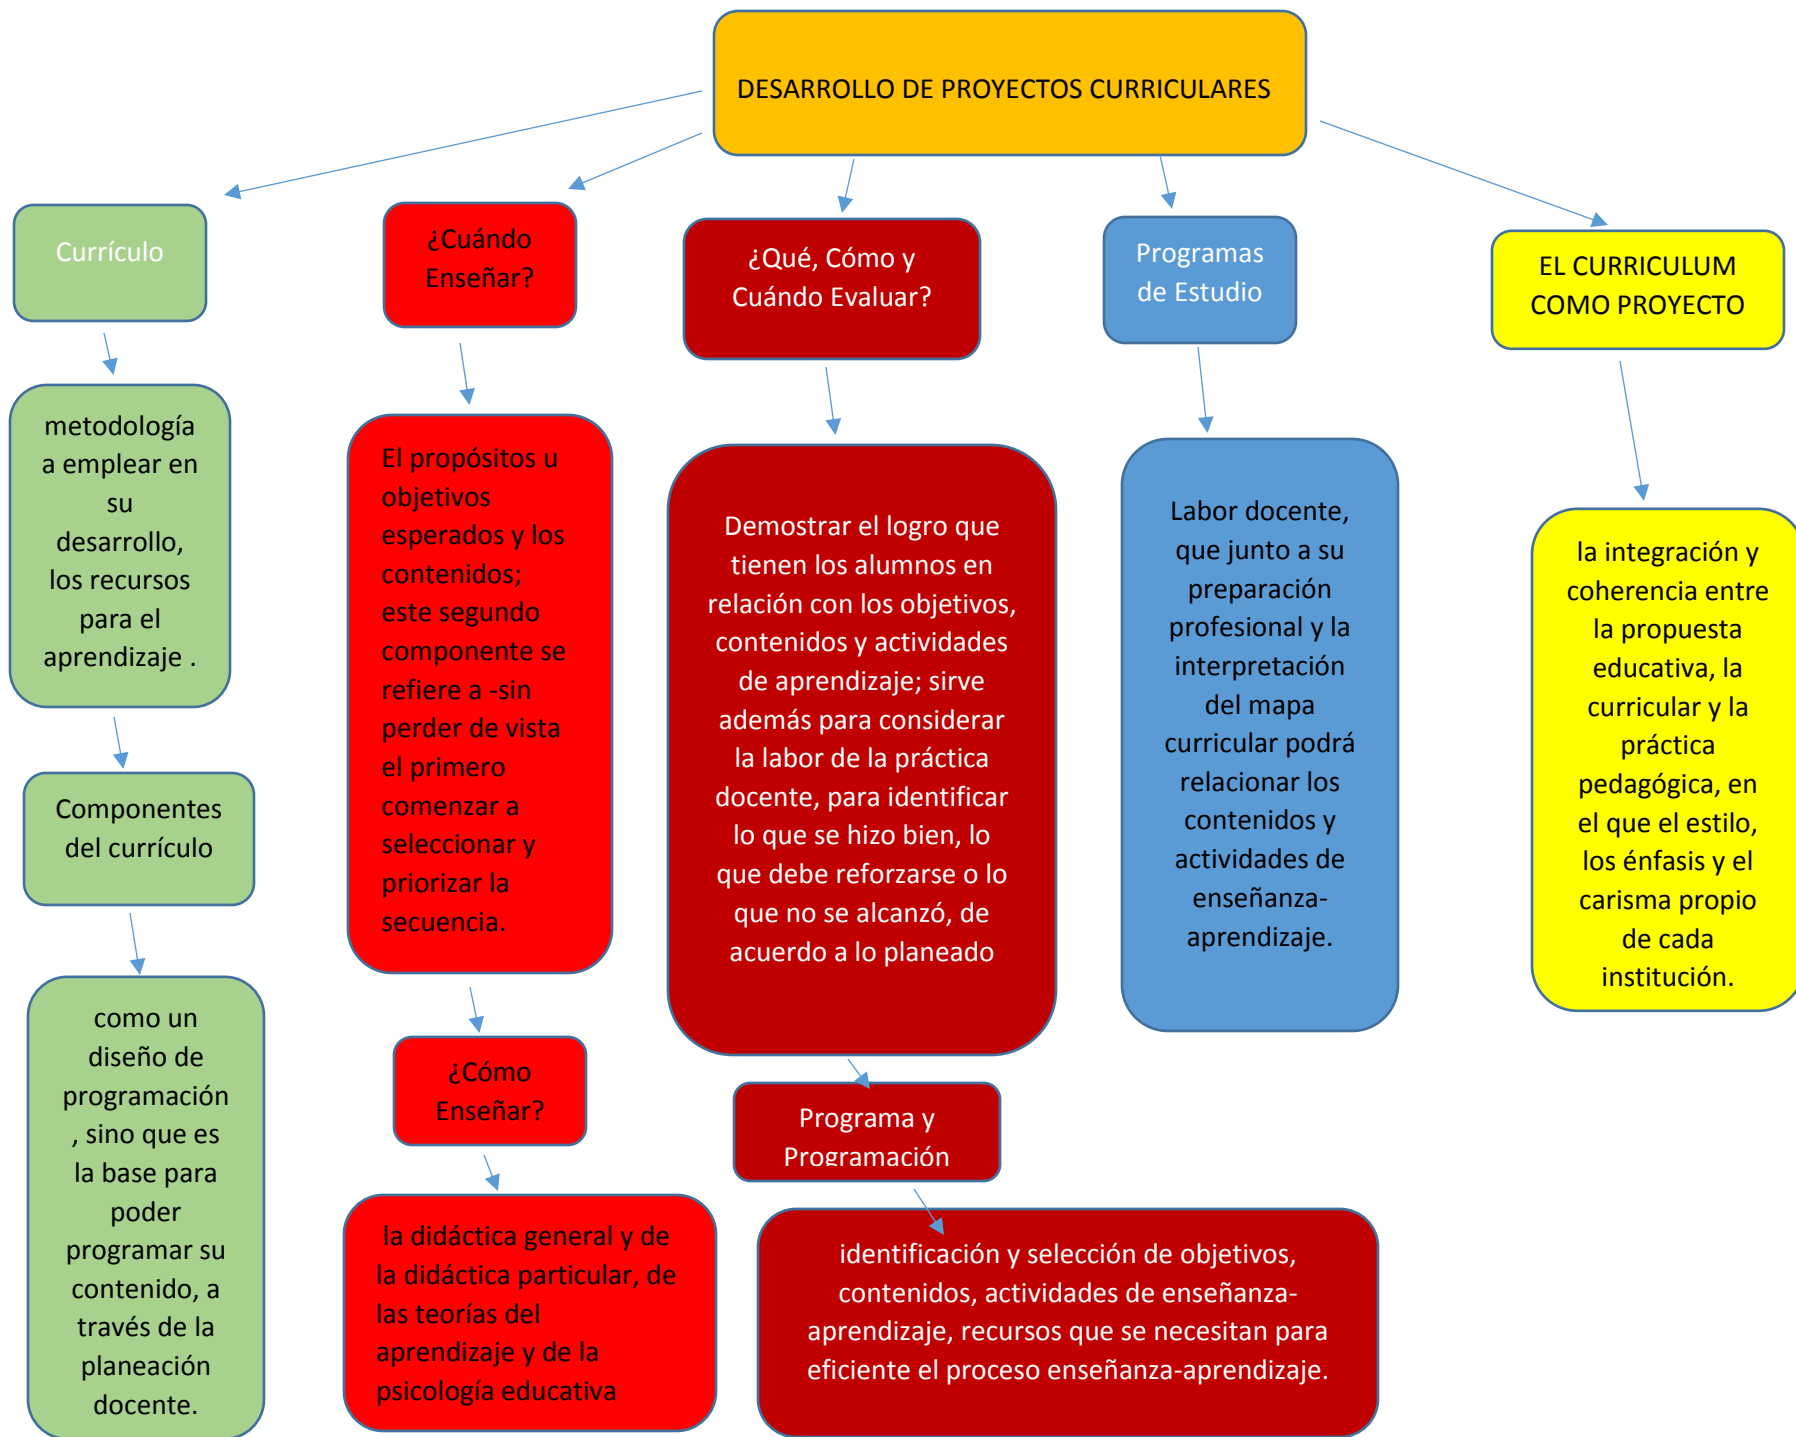 DESARROLLO DE PROYECTOS CURRICULARES
Currículo
metodología
a emplear en
su
desarrollo,
los recursos
para el
aprendizaje .
Componentes
del currículo
como un
diseño de
programación
, sino que es
la base para
poder
programar su
contenido, a
través de la
planeación
docente.
¿Cuándo
Enseñar?
El propósitos u
objetivos
esperados y los
contenidos;
este segundo
componente se
refiere a -sin
perder de vista
el primero
comenzar a
seleccionar y
priorizar la
secuencia.
¿Cómo
Enseñar?
la didáctica general y de
la didáctica particular, de
las teorías del
aprendizaje y de la
psicología educativa
¿Qué, Cómo y
Cuándo Evaluar?
Demostrar el logro que
tienen los alumnos en
relación con los objetivos,
contenidos y actividades
de aprendizaje; sirve
además para considerar
la labor de la práctica
docente, para identificar
lo que se hizo bien, lo
que debe reforzarse o lo
que no se alcanzó, de
acuerdo a lo planeado
Programa y
Programación
identificación y selección de objetivos,
contenidos, actividades de enseñanza-
aprendizaje, recursos que se necesitan para
eficiente el proceso enseñanza-aprendizaje.
Programas
de Estudio
Labor docente,
que junto a su
preparación
profesional y la
interpretación
del mapa
curricular podrá
relacionar los
contenidos y
actividades de
enseñanza-
aprendizaje.
EL CURRICULUM
COMO PROYECTO
la integración y
coherencia entre
la propuesta
educativa, la
curricular y la
práctica
pedagógica, en
el que el estilo,
los énfasis y el
carisma propio
de cada
institución.